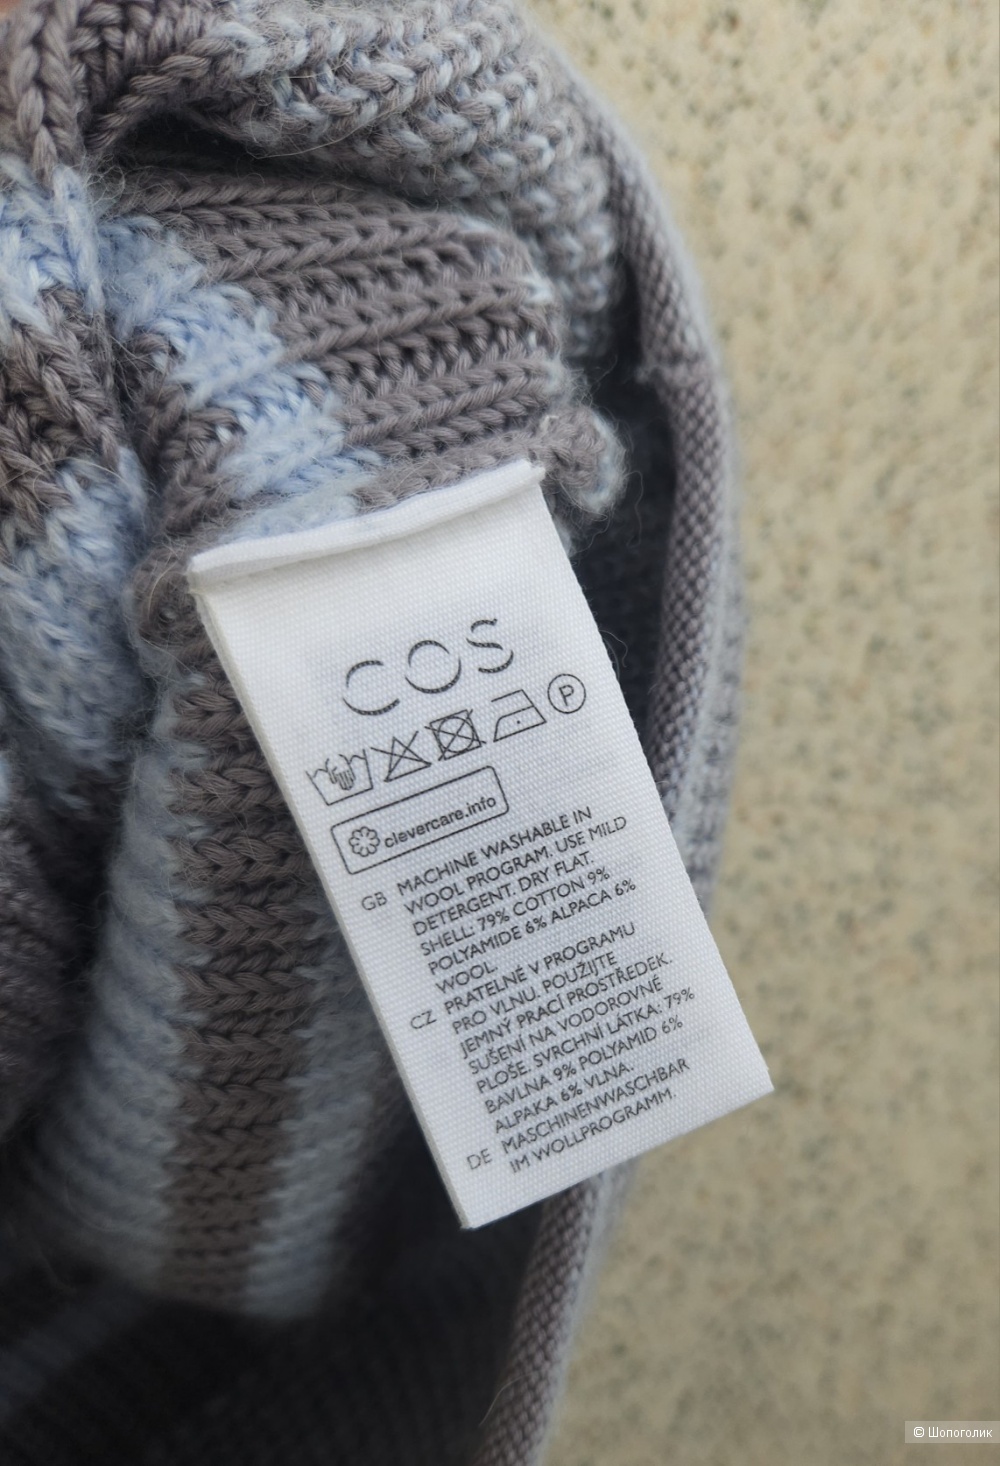 COS
P
clevercare.info
GB MACHINE WASHABLE IN
WOOL PROGRAM. USE MILD
DETERGENT. DRY FLAT.
SHELL: 79% COTTON 9%
POLYAMIDE 6% ALPACA 6%
WOOL.
CZ PRATELNÉ V PROGRAMU
PRO VLNU. POUŽIJTE
JEMNÝ PRACÍ PROSTŘEDEK.
SUŠENÍ NA VODOROVNÉ
PLOŠE. SVRCHNÍ LÁTKA: 79%
BAVLNA 9% POLYAMID 6%
ALPAKA 6% VLNA.
DE MASCHINENWASCHBAR
IM WOLLPROGRAMM.
© Шопоголик